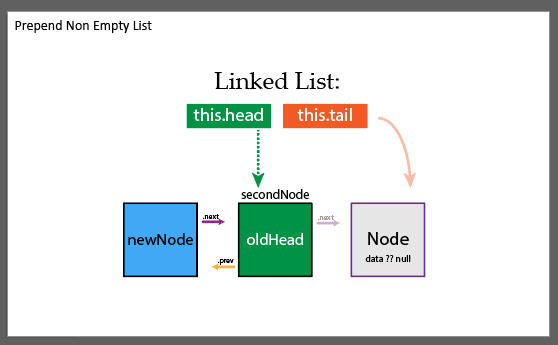 Prepend Non Empty List
Linked List:
this.head
this.tail
secondNode
.next
.next
newNode
oldHead
Node
data ?? null
.prev